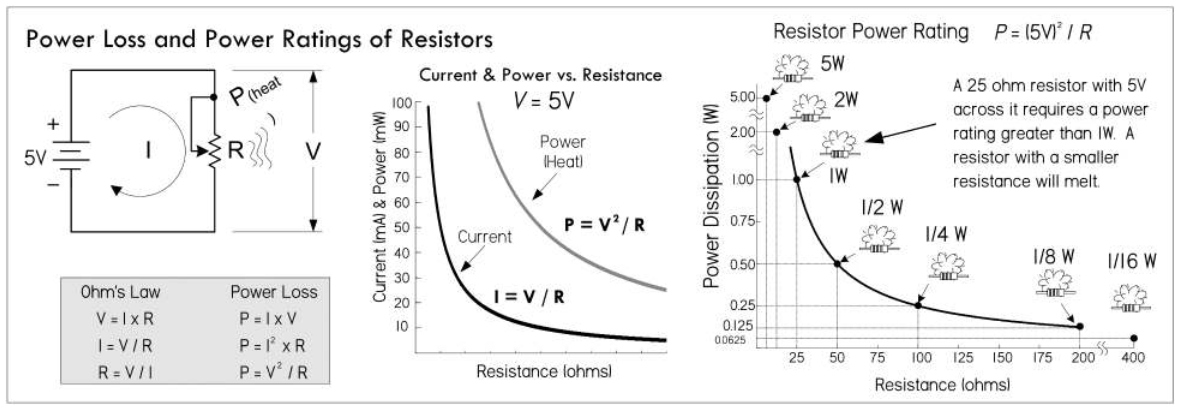 Power Loss and Power Ratings of Resistors
P (heat
+
5V
−
I
R
V
Ohm's Law Power Loss
V = I x R P = I x V
I = V / R P = I² x R
R = V / I P = V² / R
Current & Power vs. Resistance
V = 5V
Current (mA) & Power (mW)
100
90
80
70
60
50
40
30
20
10
Power
(Heat)
P = V² / R
Current
I = V / R
Resistance (ohms)
Resistor Power Rating P = (5V)² / R
Power Dissipation (W)
5.00
2.00
1.00
0.75
0.50
0.25
0.125
0.0625
5W
2W
1W
1/2 W
1/4 W
1/8 W
1/16 W
A 25 ohm resistor with 5V
across it requires a power
rating greater than 1W. A
resistor with a smaller
resistance will melt.
25 50 75 100 125 150 175 200 400
Resistance (ohms)